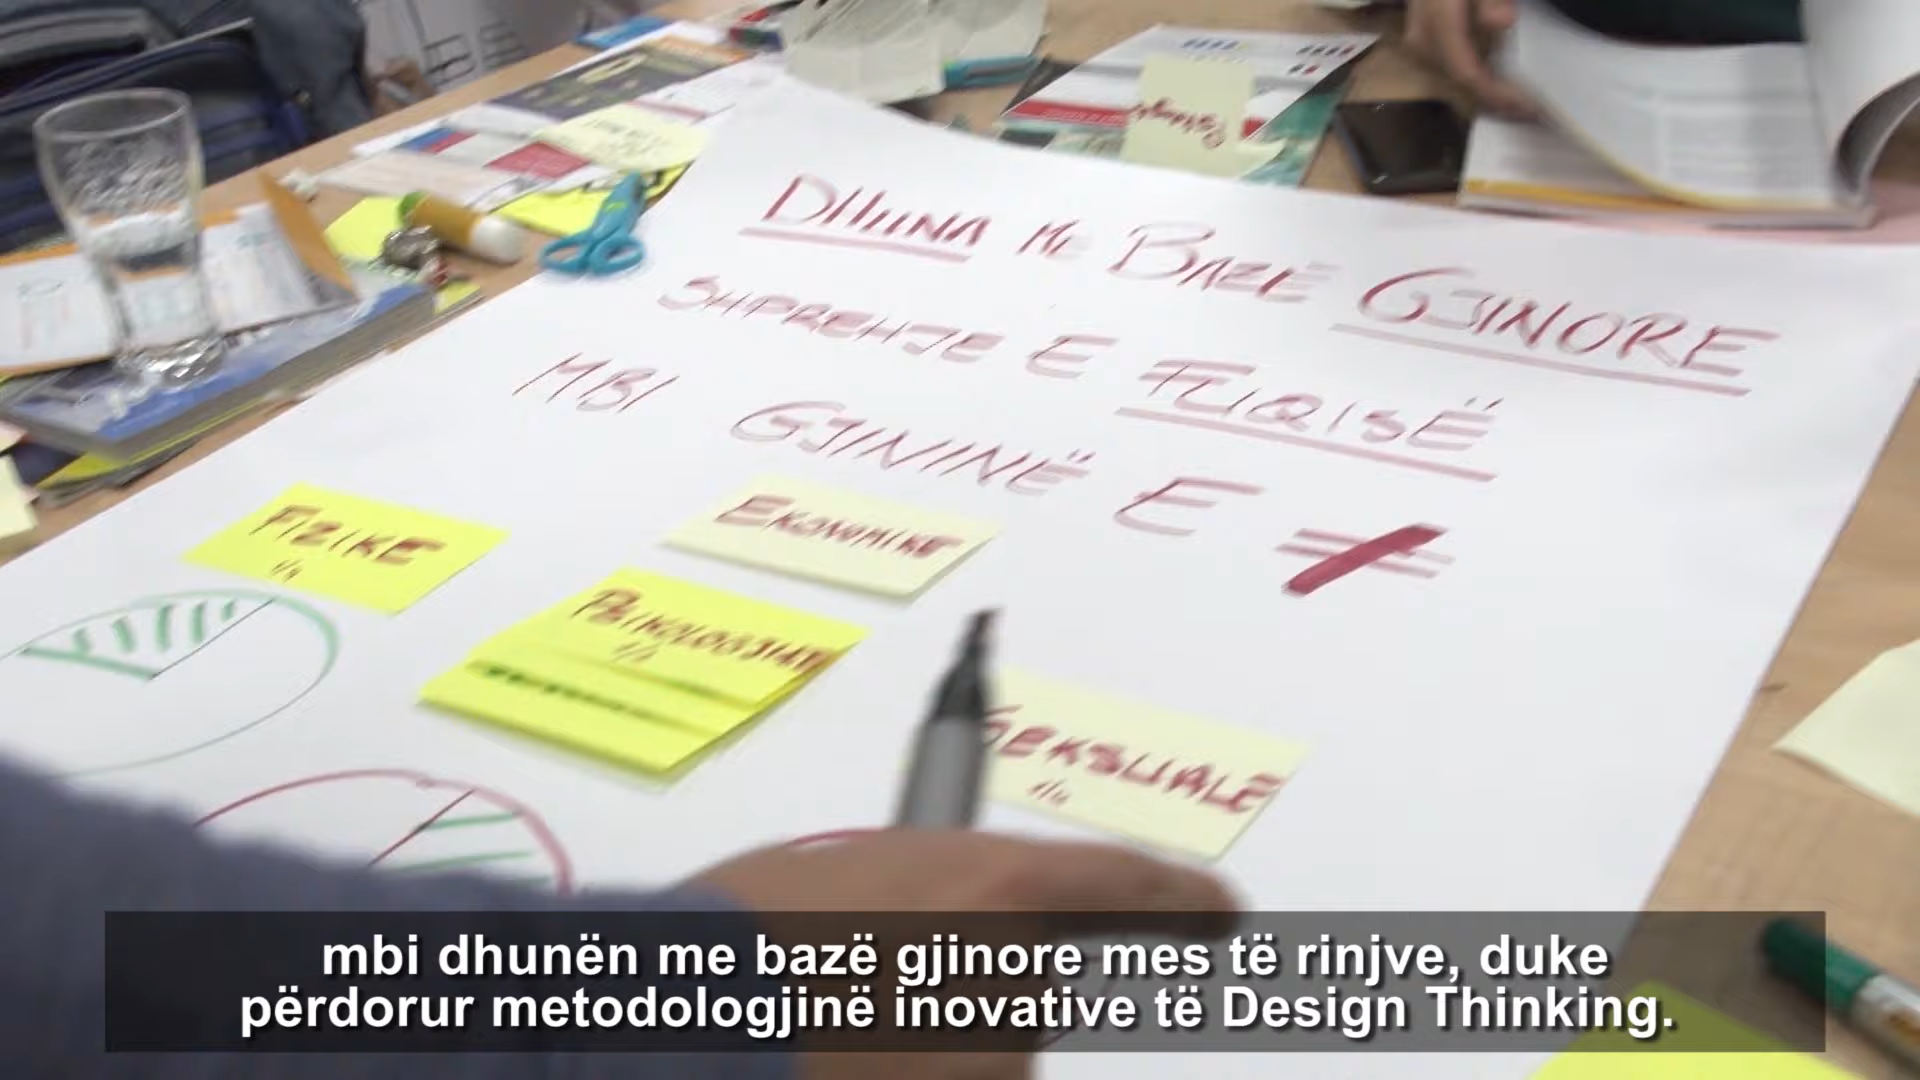 DHUNA ME BAZË GJINORE
SHPREHJE E FUQISË
MBI GJININË E ≠
FIZIKE
EKONOMIKE
PSIKOLOGJIKE
SEKSUALE
mbi dhunën me bazë gjinore mes të rinjve, duke
përdorur metodologjinë inovative të Design Thinking.